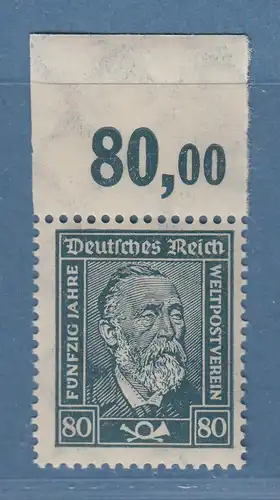 80,00
Deutsches Reich
FÜNFZIG JAHRE
WELTPOSTVEREIN
80
80